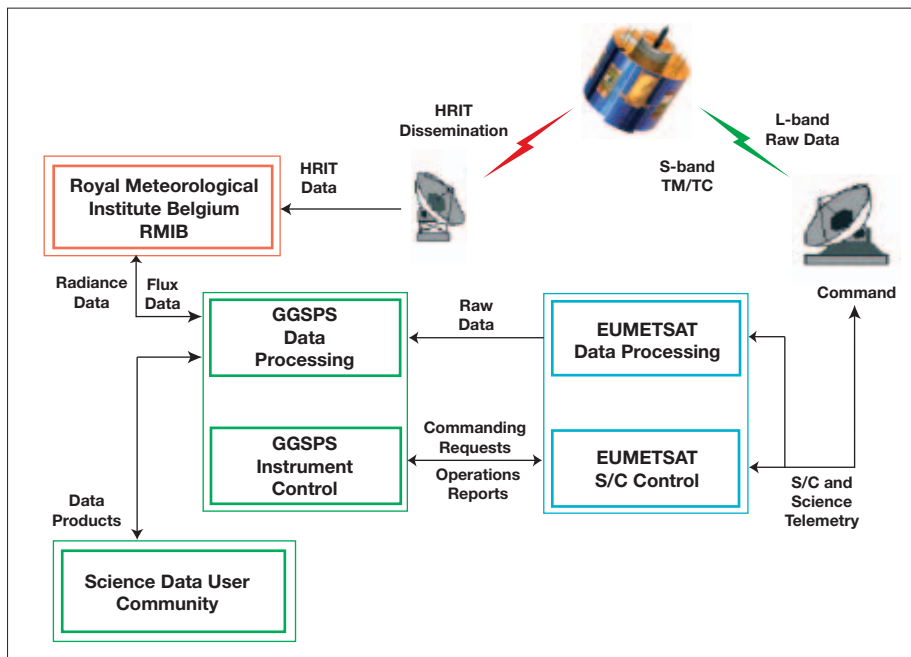 HRIT
Dissemination
L-band
Raw Data
S-band
TM/TC
HRIT
Data
Royal Meteorological
Institute Belgium
RMIB
Command
Radiance
Data
Flux
Data
GGSPS
Data
Processing
Raw
Data
EUMETSAT
Data Processing
GGSPS
Instrument
Control
Commanding
Requests
Operations
Reports
EUMETSAT
S/C Control
S/C and
Science
Telemetry
Data
Products
Science Data User
Community